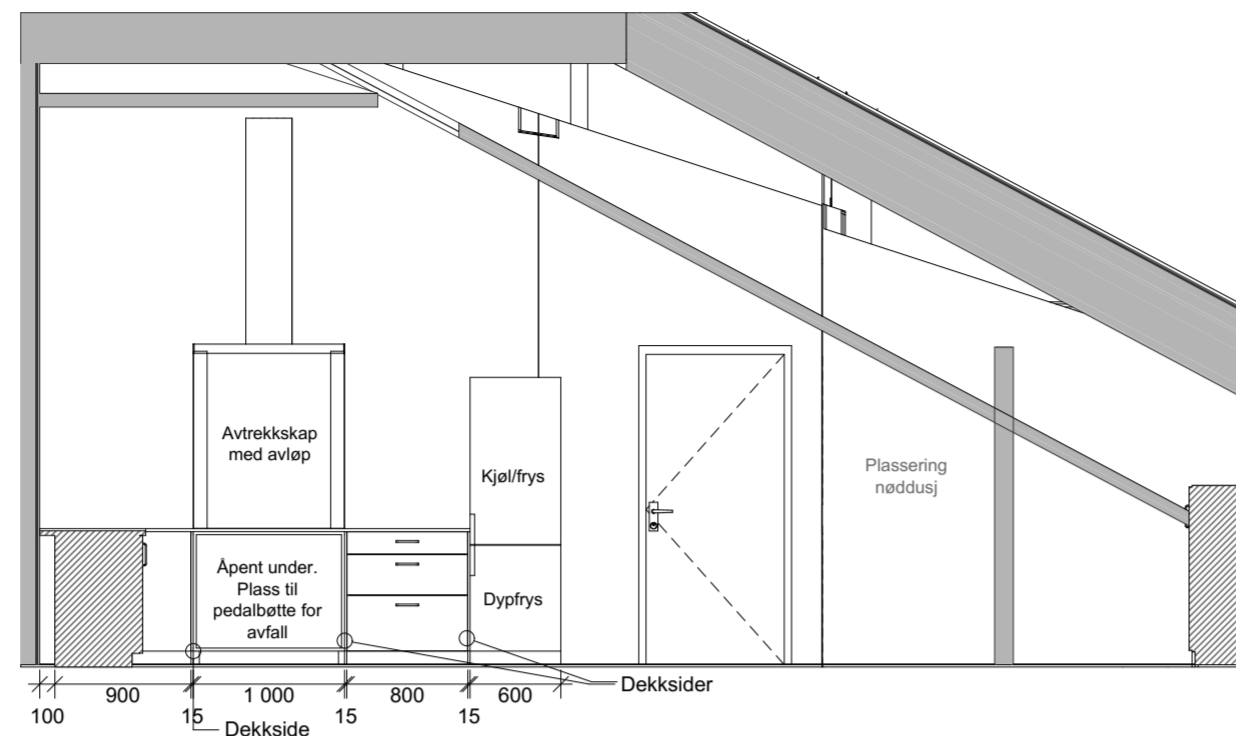 Avtrekkskap
med avløp
Kjøl/frys
Plassering
nøddusj
Åpent under.
Plass til
pedalbøtte for
avfall
Dypfrys
900
1 000
800
600
Dekksider
100
15
15
15
Dekkside